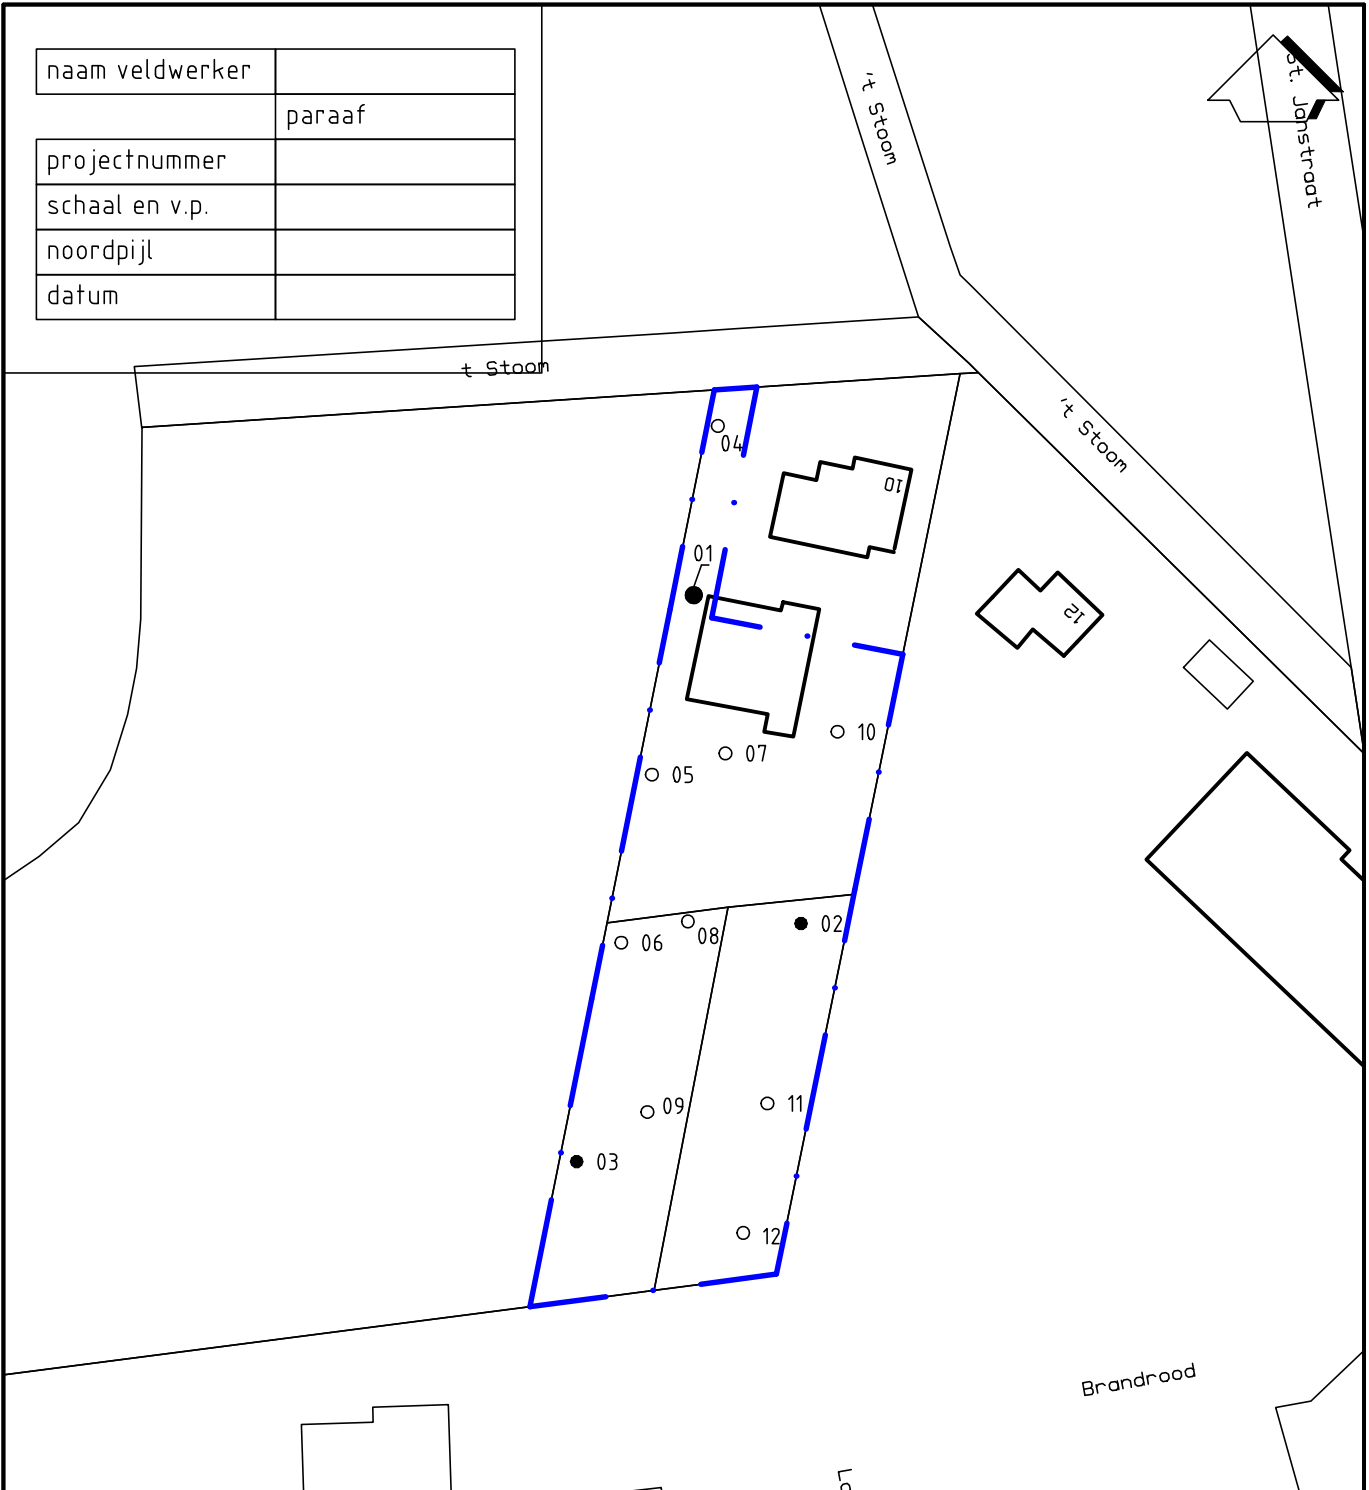 naam veldwerker
paraaf
projectnummer
schaal en v.p.
noordpijl
datum
't Stoom
St. Janstraat
t Stoom
't Stoom
04
10
01
12
10
07
05
02
08
06
11
09
03
12
Brandrood